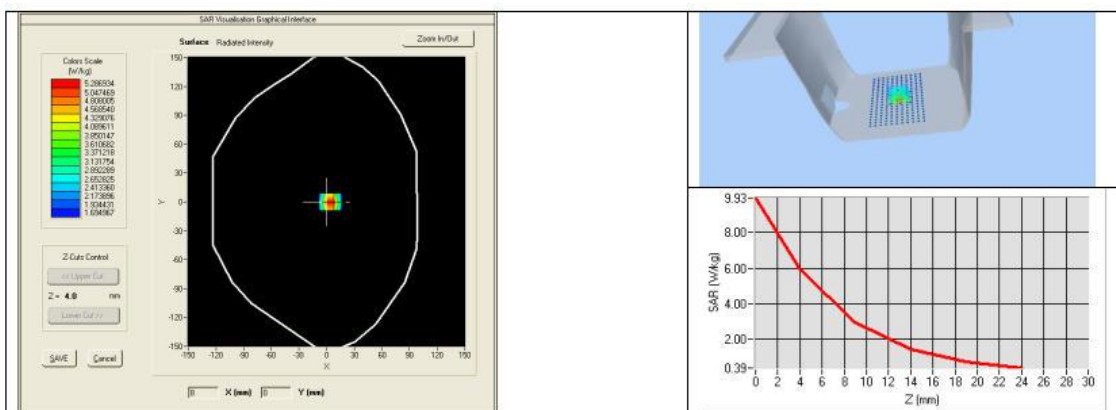 SAR Visualisation Graphical Interface
Surface Radiated Intensity
Zoom In/Out
Colors Scale
(W/kg)
5.286934
5.047469
4.808005
4.568540
4.329076
4.089611
3.850147
3.610682
3.371218
3.131754
2.892289
2.652825
2.413360
2.173896
1.934431
1.694967
150
120
90
60
30
0
-30
-60
-90
-120
-150
Y
-150 -120 -90 -60 -30 0 30 60 90 120 150
X
Z-Cuts Control
<< Upper Cut
Z = 4.0 mm
Lower Cut >>
SAVE Cancel
X (mm) 0 Y (mm)
9.93
8.00
6.00
4.00
2.00
0.39
SAR (W/kg)
0 2 4 6 8 10 12 14 16 18 20 22 24 26 28 30
Z (mm)